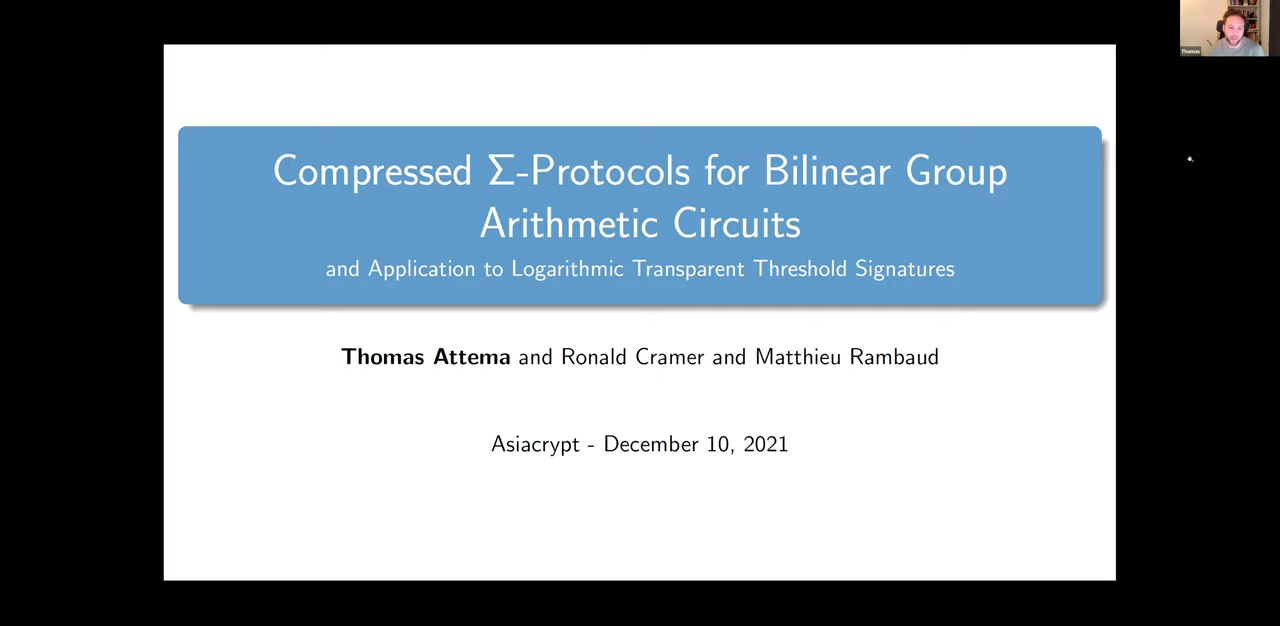 Thomas
Compressed Σ-Protocols for Bilinear Group
Arithmetic Circuits
and Application to Logarithmic Transparent Threshold Signatures
Thomas Attema and Ronald Cramer and Matthieu Rambaud
Asiacrypt - December 10, 2021